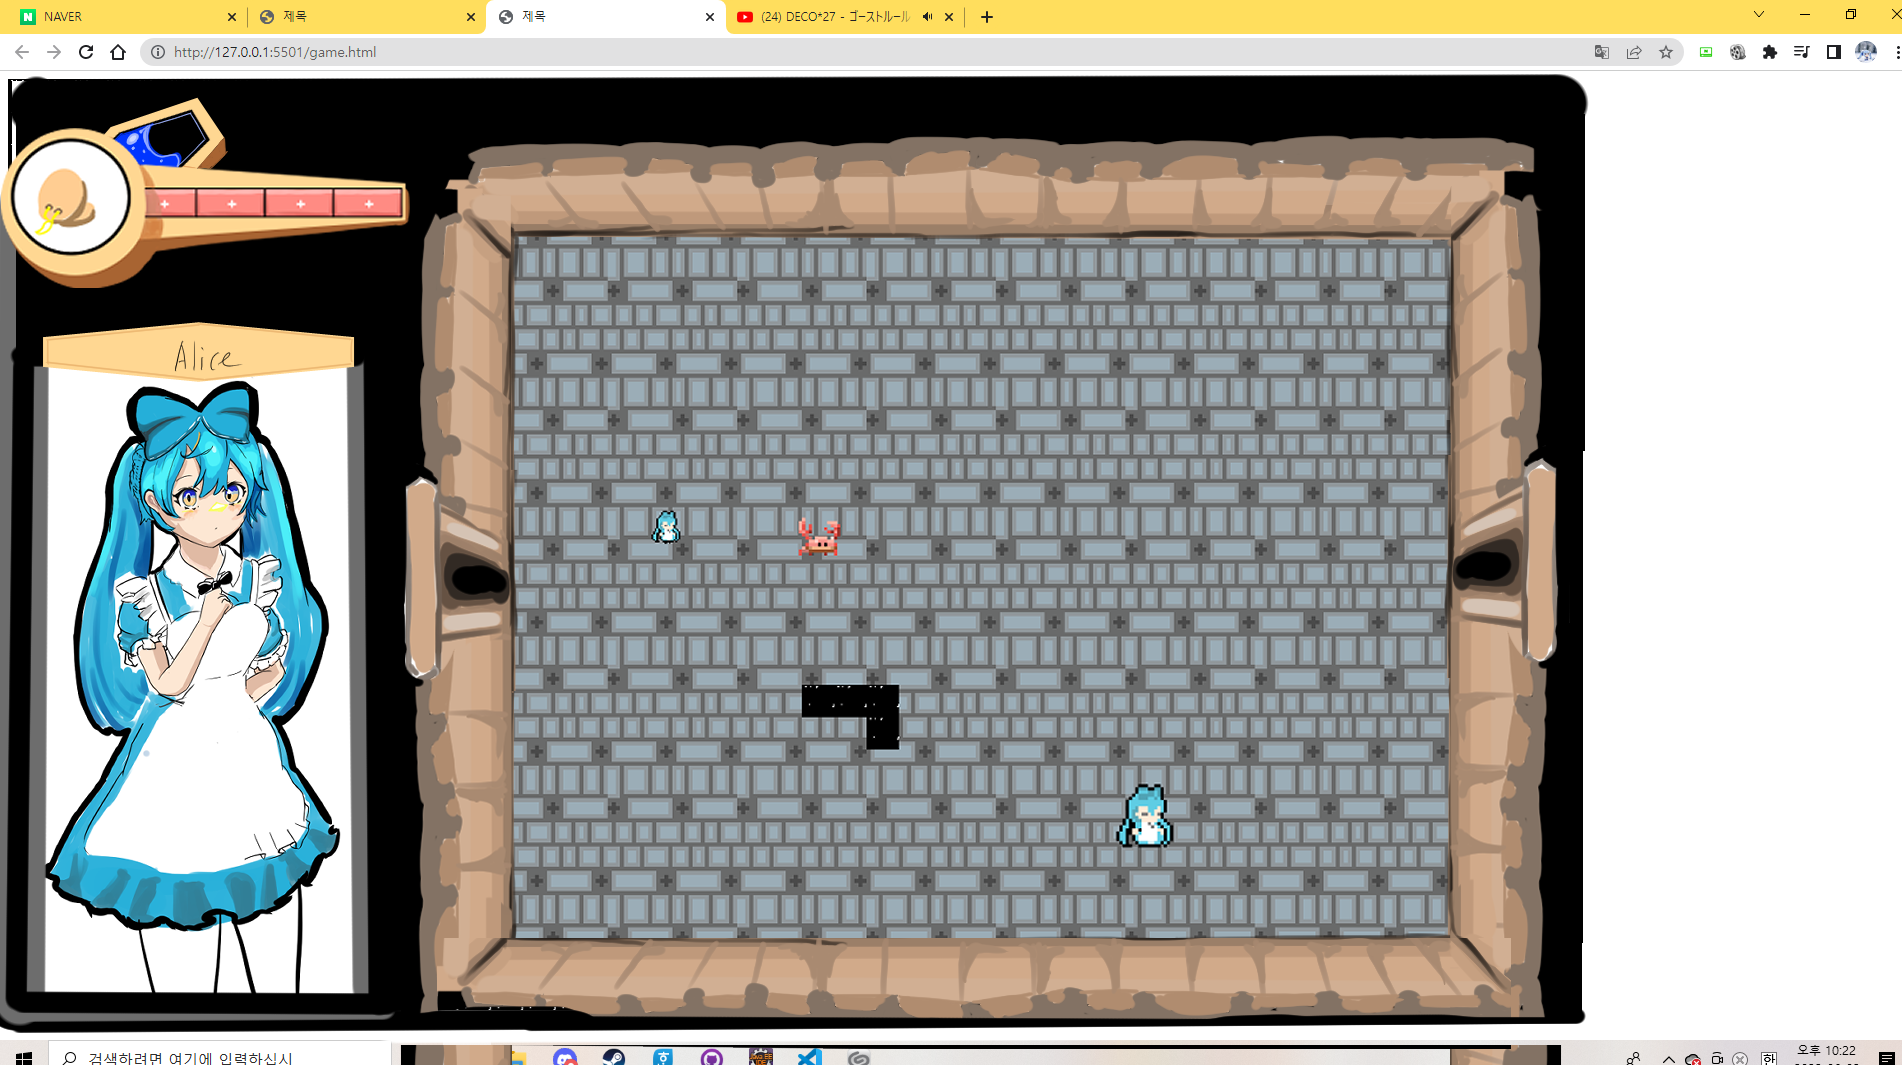 NAVER
제목
제목
(24) DECO*27 - ゴーストルール
http://127.0.0.1:5501/game.html
Alice
검색하려면 여기에 입력하십시
한
오후 10:22